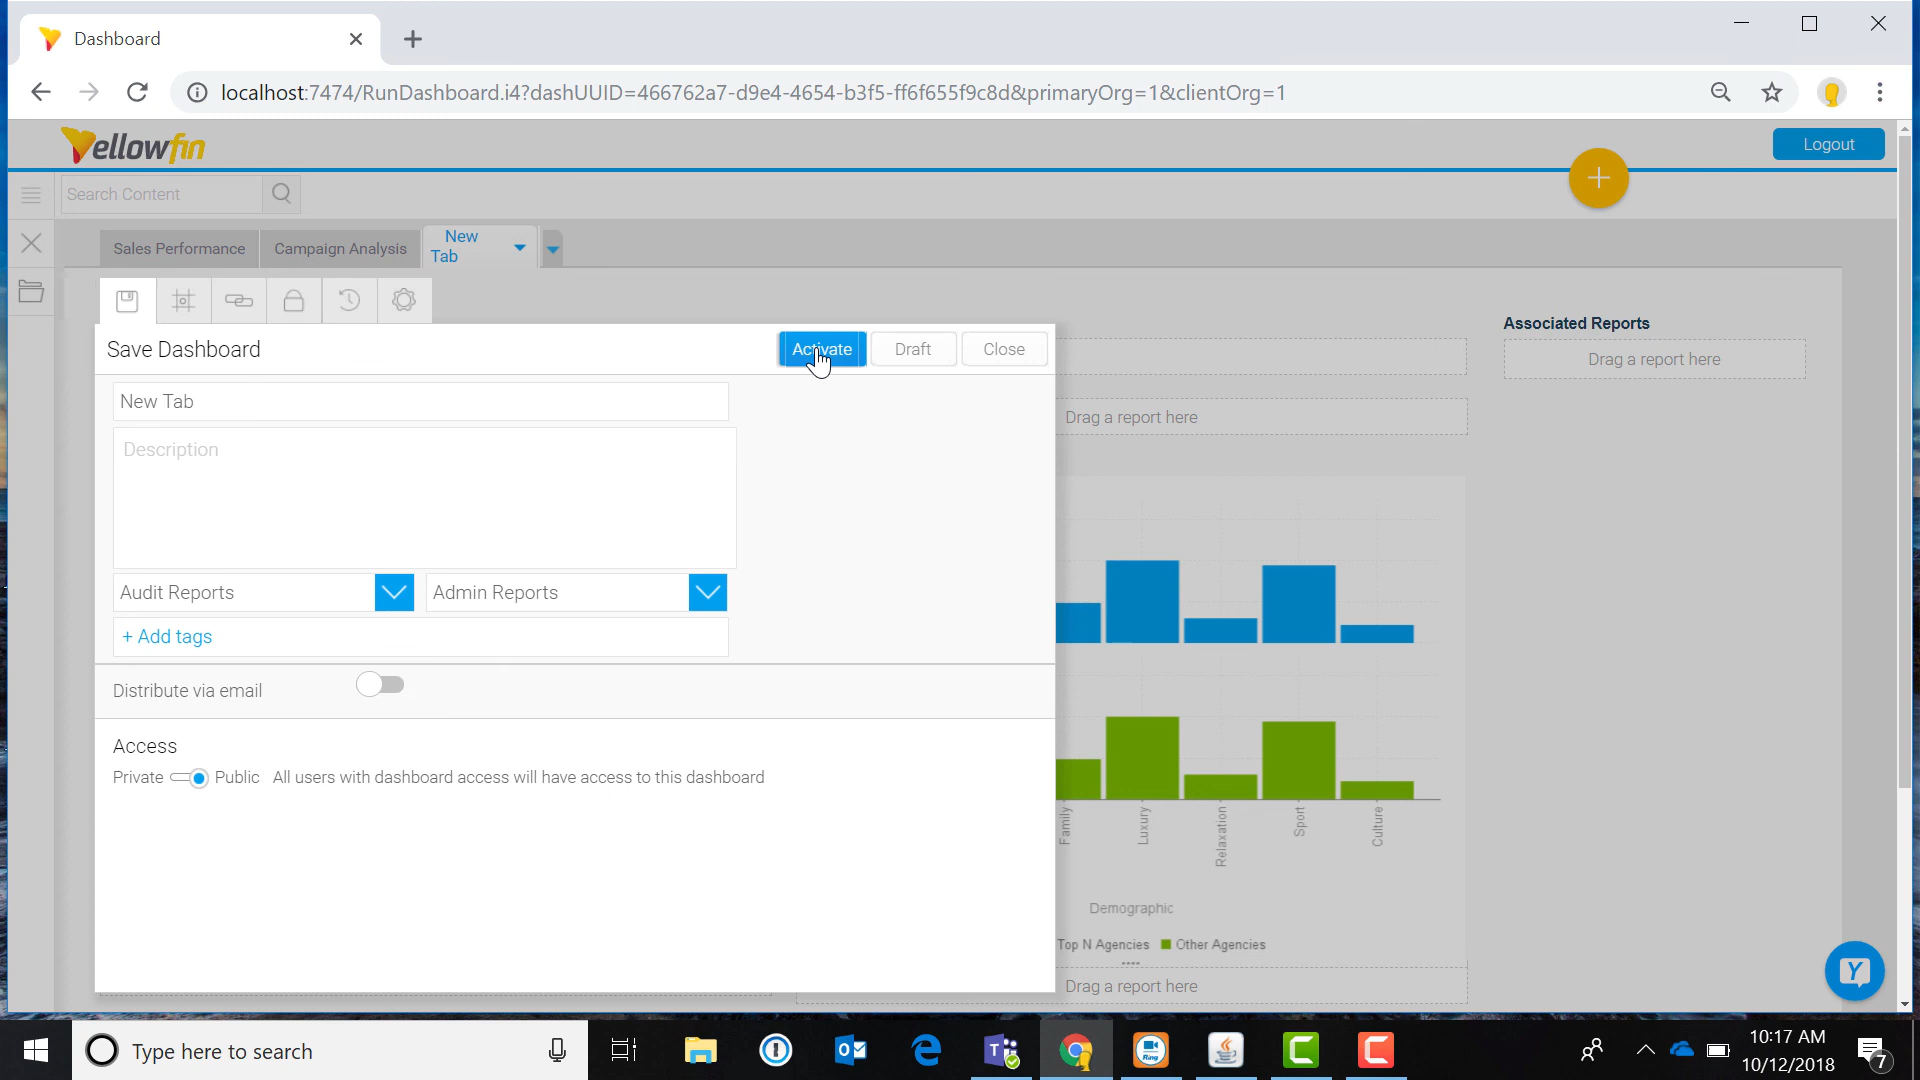 Dashboard
localhost:7474/RunDashboard.i4?dashUUID=466762a7-d9e4-4654-b3f5-ff6f655f9c8d&primaryOrg=1&clientOrg=1
Yellowfin
Logout
Search Content
Sales Performance
Campaign Analysis
New
Tab
Save Dashboard
Activate
Draft
Close
Associated Reports
Drag a report here
New Tab
Drag a report here
Description
Audit Reports
Admin Reports
+ Add tags
Distribute via email
Access
Private
Public
All users with dashboard access will have access to this dashboard
Family
Luxury
Relaxation
Sport
Culture
Demographic
Top N Agencies
Other Agencies
Drag a report here
Type here to search
Ring
10:17 AM
10/12/2018
7